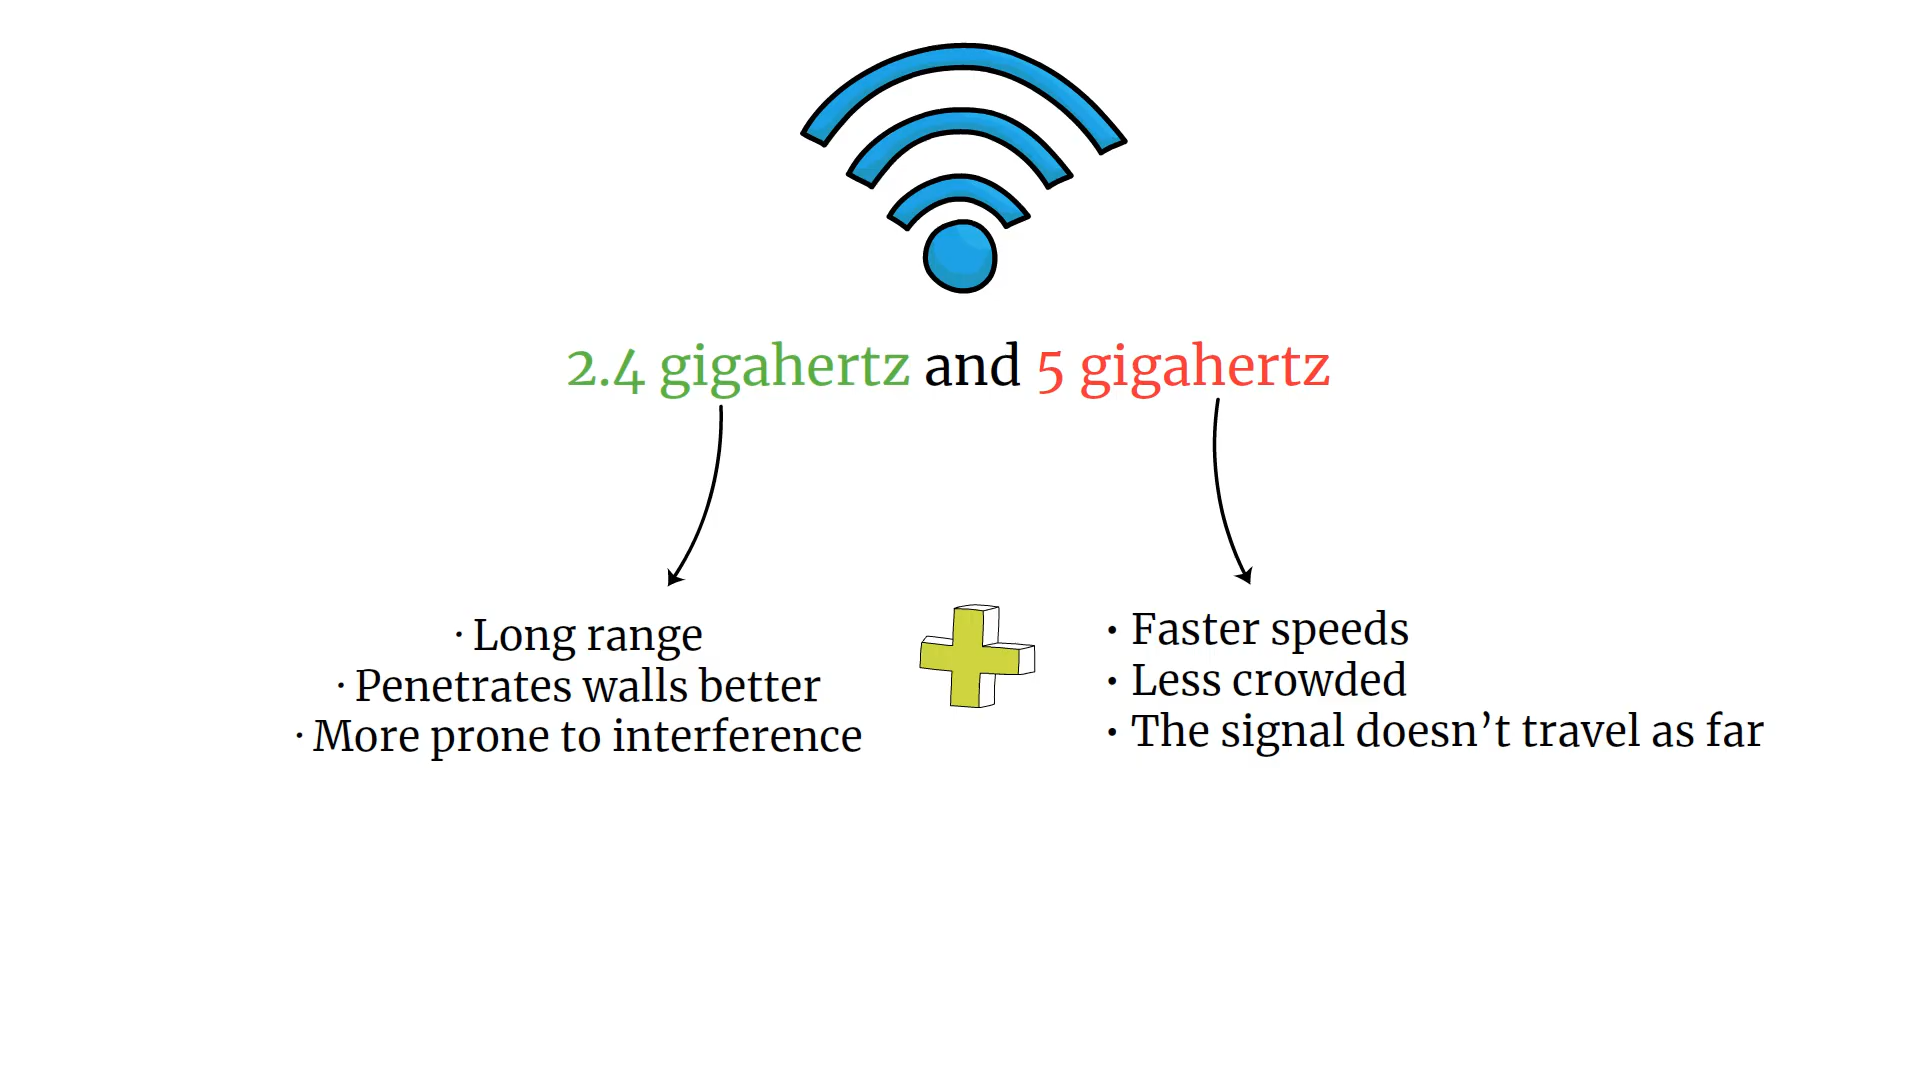 2.4 gigahertz and 5 gigahertz
· Long range
· Penetrates walls better
· More prone to interference
• Faster speeds
• Less crowded
• The signal doesn’t travel as far